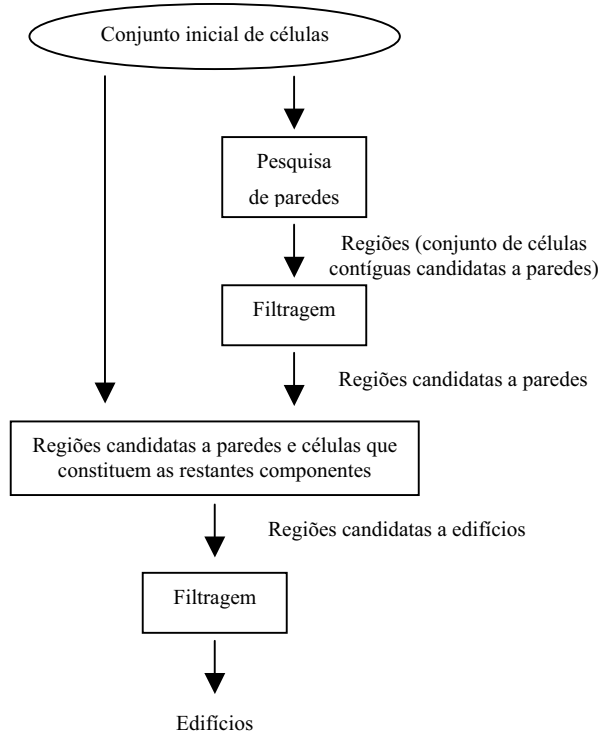 Conjunto inicial de células
Pesquisa
de paredes
Regiões (conjunto de células
contíguas candidatas a paredes)
Filtragem
Regiões candidatas a paredes
Regiões candidatas a paredes e células que
constituem as restantes componentes
Regiões candidatas a edifícios
Filtragem
Edifícios